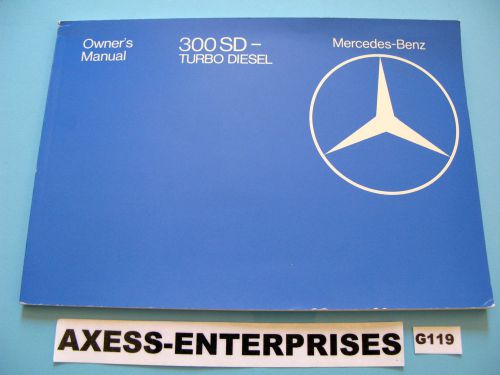 Owner's
Manual
300 SD –
TURBO DIESEL
Mercedes-Benz
AXESS-ENTERPRISES
G119